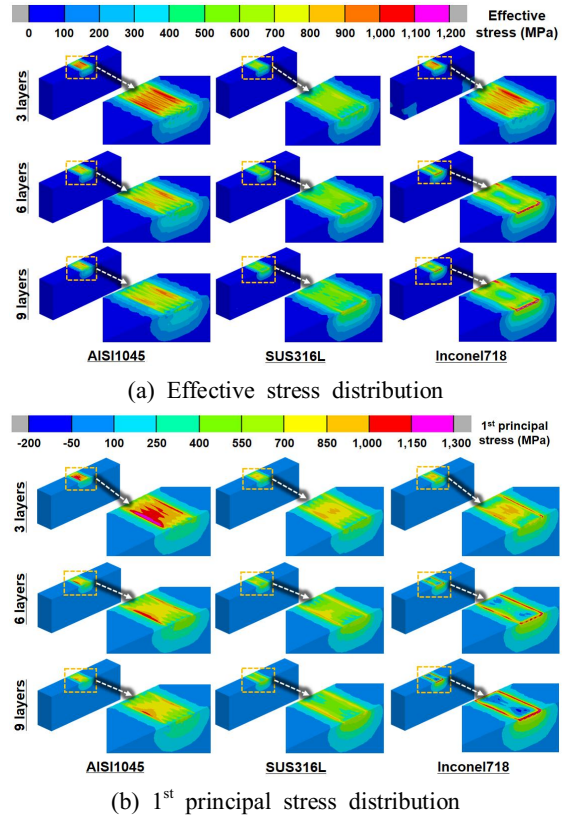 Effective
stress (MPa)
0 100 200 300 400 500 600 700 800 900 1,000 1,100 1,200
3 layers
6 layers
9 layers
AISI1045 SUS316L Inconel718
(a) Effective stress distribution
1st principal
stress (MPa)
-200 -50 100 250 400 550 700 850 1,000 1,150 1,300
3 layers
6 layers
9 layers
AISI1045 SUS316L Inconel718
(b) 1st principal stress distribution